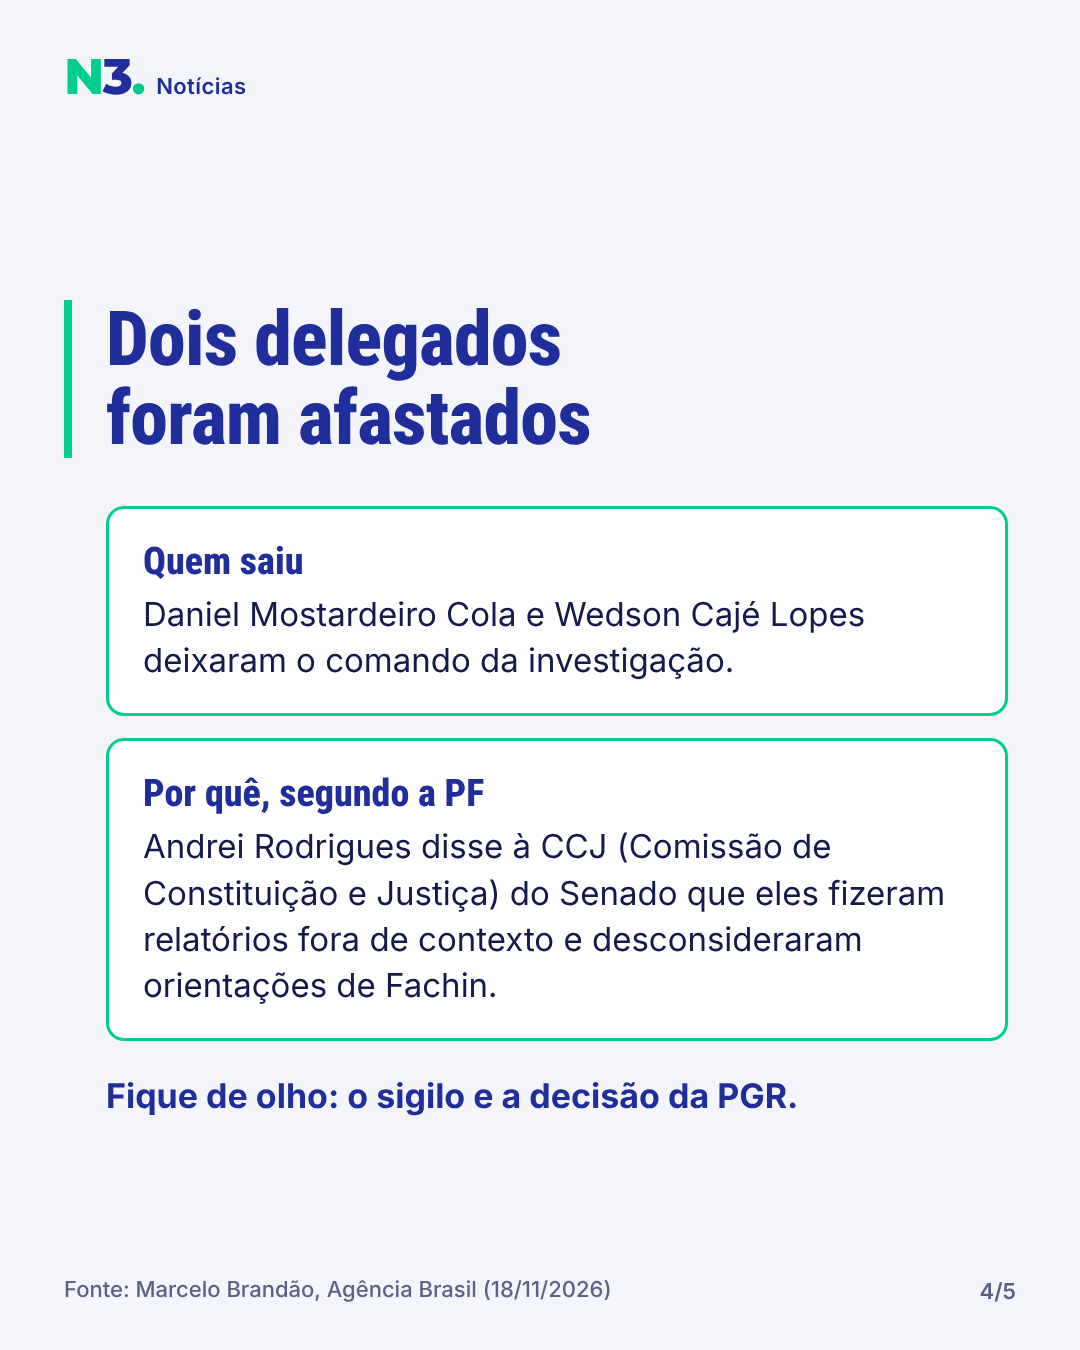 N3. Notícias
Dois delegados
foram afastados
Quem saiu
Daniel Mostardeiro Cola e Wedson Cajé Lopes
deixaram o comando da investigação.
Por quê, segundo a PF
Andrei Rodrigues disse à CCJ (Comissão de
Constituição e Justiça) do Senado que eles fizeram
relatórios fora de contexto e desconsideraram
orientações de Fachin.
Fique de olho: o sigilo e a decisão da PGR.
Fonte: Marcelo Brandão, Agência Brasil (18/11/2026)
4/5